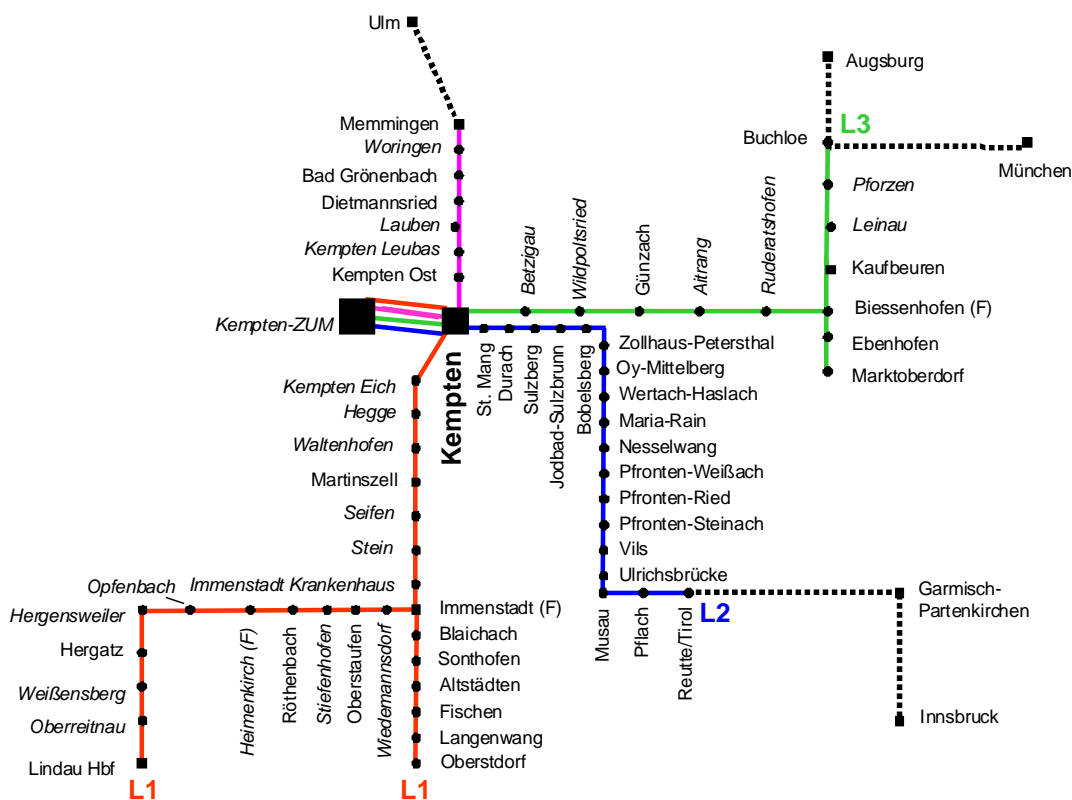 Ulm
Augsburg
L3
Memmingen
Buchloe
Woringen
München
Bad Grönenbach
Pforzen
Dietmannsried
Lauben
Leinau
Kempten Leubas
Kempten Ost
Betzigau
Wildpoltsried
Günzach
Aitrang
Ruderatshofen
Kaufbeuren
Biessenhofen (F)
Kempten-ZUM
Ebenhofen
Marktoberdorf
Kempten
St. Mang
Durach
Sulzberg
Jodbad-Sulzbrunn
Bobelsberg
Zollhaus-Petersthal
Oy-Mittelberg
Wertach-Haslach
Maria-Rain
Nesselwang
Pfronten-Weißach
Pfronten-Ried
Pfronten-Steinach
Vils
Ulrichsbrücke
Kempten Eich
Hegge
Waltenhofen
Martinszell
Seifen
Stein
Immenstadt Krankenhaus
Opfenbach
Hergensweiler
Immenstadt (F)
Garmisch-
Partenkirchen
L2
Musau
Pflach
Reutte/Tirol
Hergatz
Weißensberg
Oberreitnau
Lindau Hbf
Heimenkirch (F)
Röthenbach
Stiefenhofen
Oberstaufen
Wiedemannsdorf
Blaichach
Sonthofen
Altstädten
Fischen
Langenwang
Oberstdorf
Innsbruck
L1
L1